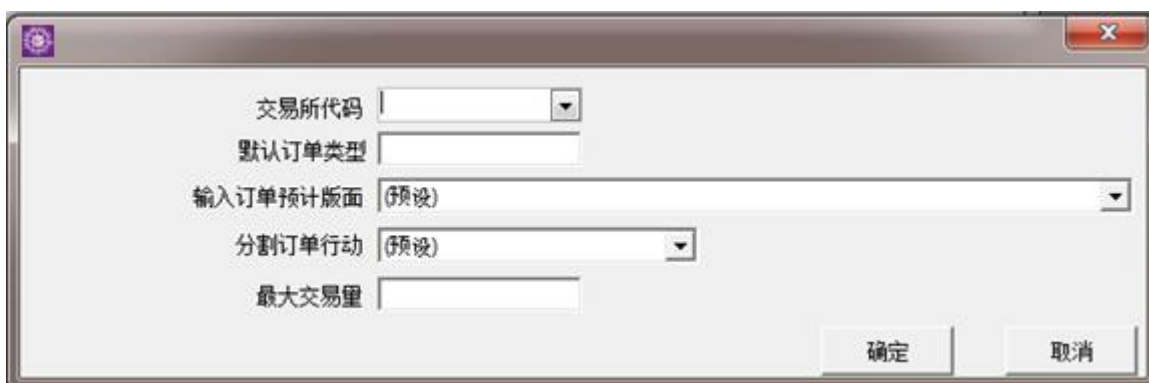 交易所代码
默认订单类型
输入订单预计版面 (预设)
分割订单行动 (预设)
最大交易量
确定 取消